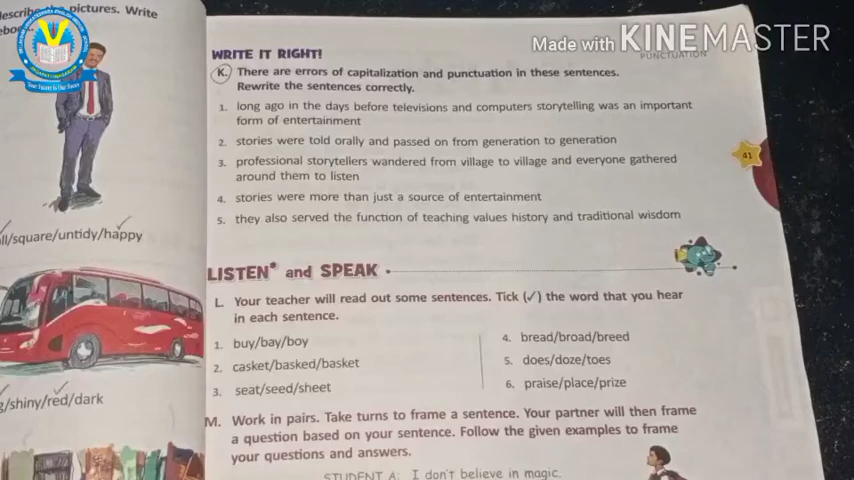 pictures. Write
Made with KINEMASTER
WRITE IT RIGHT!
PUNCTUATION
K. There are errors of capitalization and punctuation in these sentences.
Rewrite the sentences correctly.
1. long ago in the days before televisions and computers storytelling was an important
form of entertainment
2. stories were told orally and passed on from generation to generation
3. professional storytellers wandered from village to village and everyone gathered
around them to listen
4. stories were more than just a source of entertainment
5. they also served the function of teaching values history and traditional wisdom
41
ll/square/untidy/happy
LISTEN* and SPEAK
L. Your teacher will read out some sentences. Tick (✓) the word that you hear
in each sentence.
1. buy/bay/boy
2. casket/basked/basket
3. seat/seed/sheet
4. bread/broad/breed
5. does/doze/toes
6. praise/place/prize
g/shiny/red/dark
M. Work in pairs. Take turns to frame a sentence. Your partner will then frame
a question based on your sentence. Follow the given examples to frame
your questions and answers.
STUDENT A: I don't believe in magic.